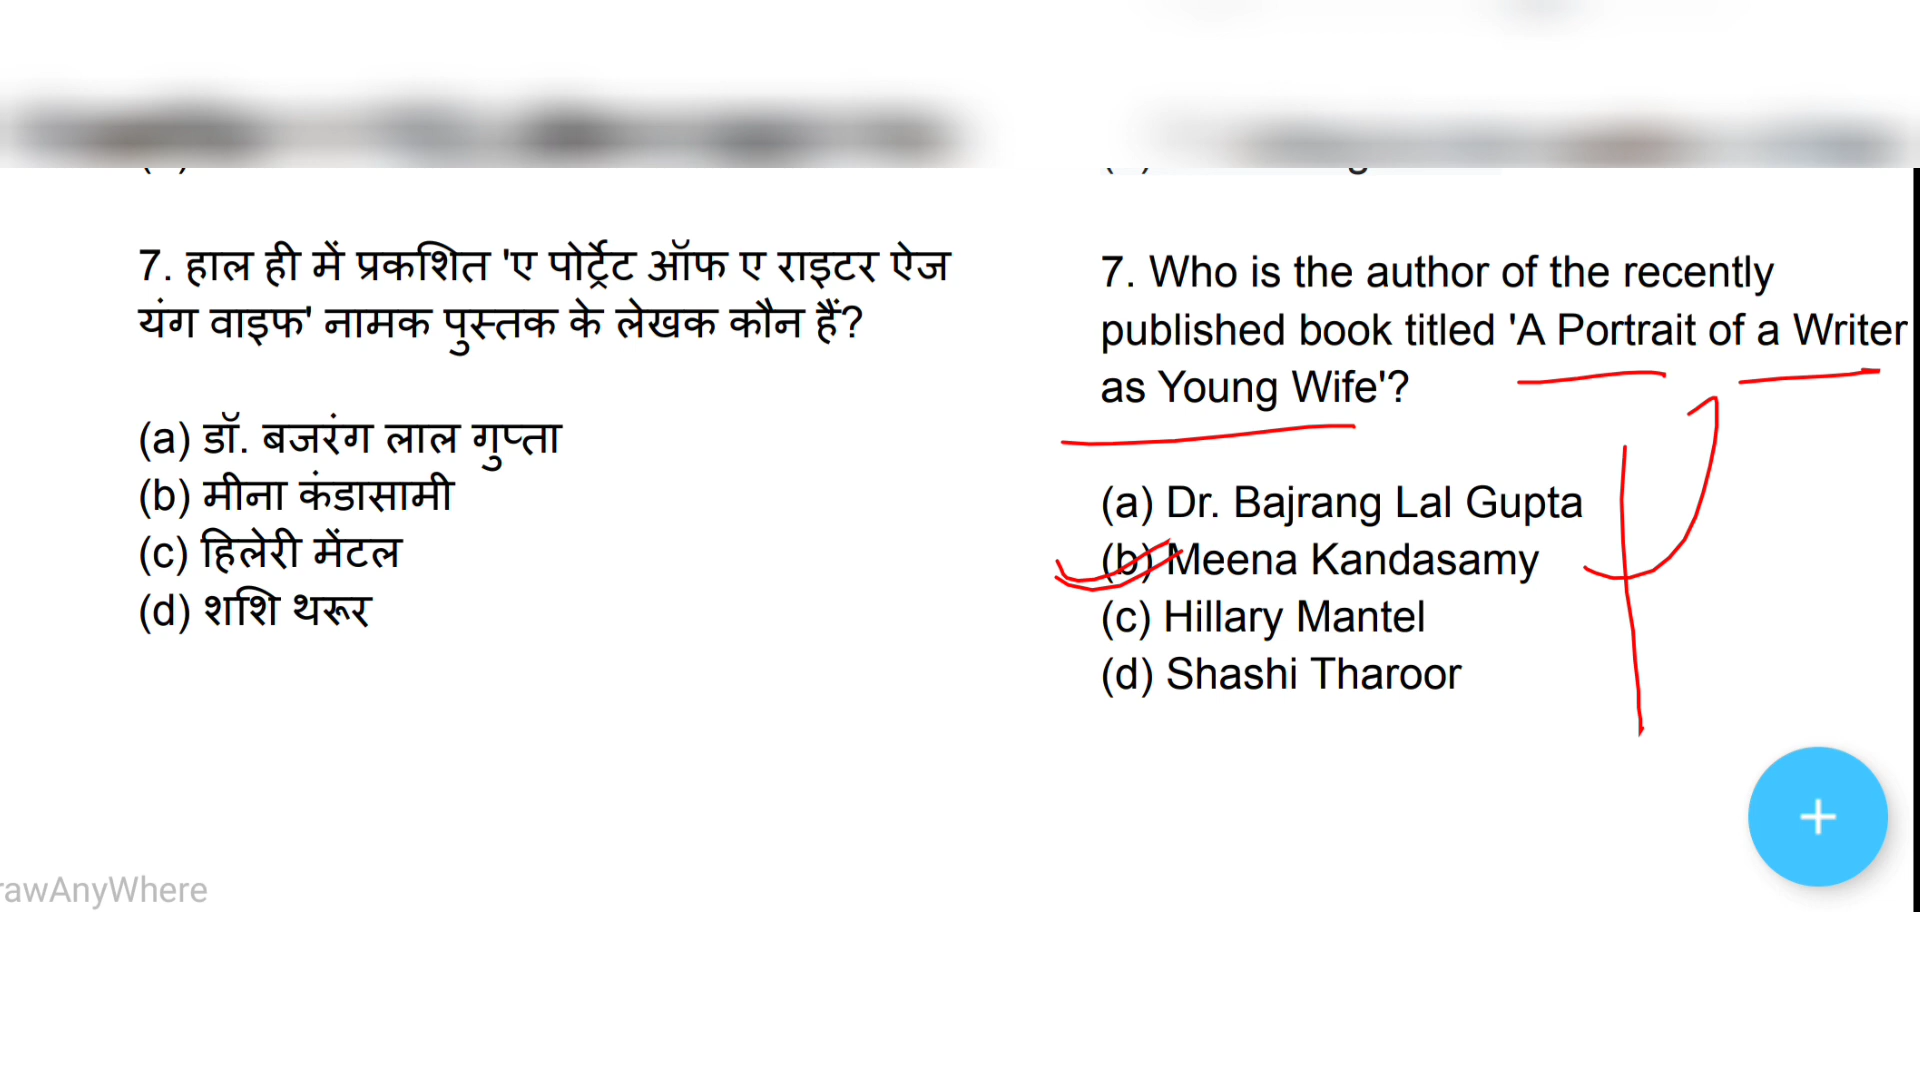 7. हाल ही में प्रकशित 'ए पोर्ट्रेट ऑफ ए राइटर ऐज
यंग वाइफ' नामक पुस्तक के लेखक कौन हैं?
(a) डॉ. बजरंग लाल गुप्ता
(b) मीना कंडासामी
(c) हिलेरी मेंटल
(d) शशि थरूर
7. Who is the author of the recently
published book titled 'A Portrait of a Writer
as Young Wife'?
(a) Dr. Bajrang Lal Gupta
(b) Meena Kandasamy
(c) Hillary Mantel
(d) Shashi Tharoor
rawAnyWhere